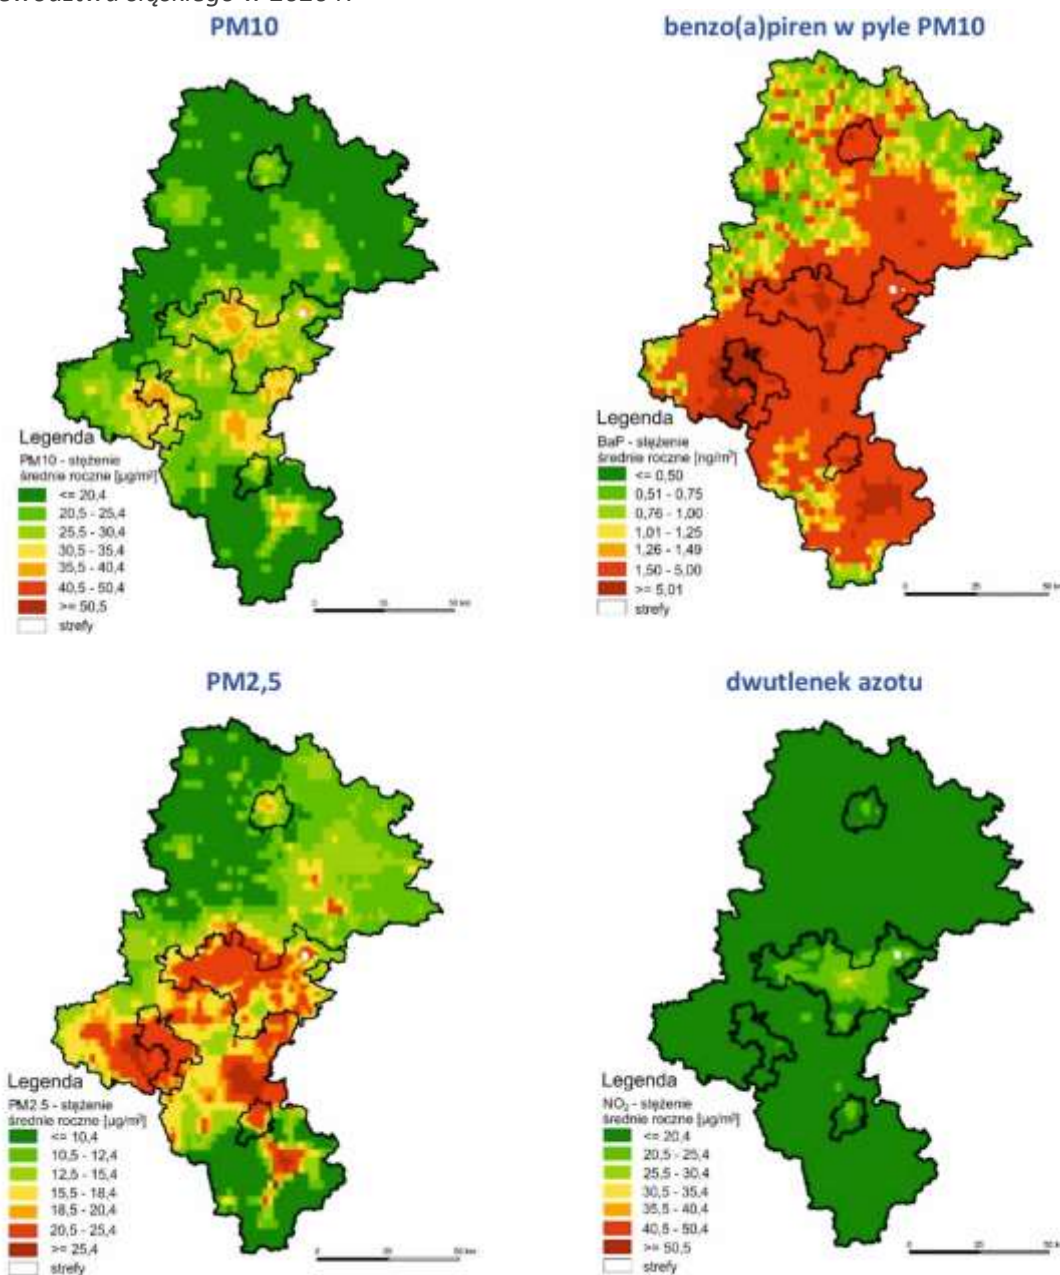 śląskiego w 2020 r.
PM10
benzo(a)piren w pyle PM10
Legenda
PM10 - stężenie
średnie roczne [µg/m³]
<= 20,4
20,5 - 25,4
25,5 - 30,4
30,5 - 35,4
35,5 - 40,4
40,5 - 50,4
>= 50,5
strefy
Legenda
BaP - stężenie
średnie roczne [ng/m³]
<= 0,50
0,51 - 0,75
0,76 - 1,00
1,01 - 1,25
1,26 - 1,49
1,50 - 5,00
>= 5,01
strefy
PM2,5
dwutlenek azotu
Legenda
PM2.5 - stężenie
średnie roczne [µg/m³]
<= 10,4
10,5 - 12,4
12,5 - 15,4
15,5 - 18,4
18,5 - 20,4
20,5 - 25,4
>= 25,4
strefy
Legenda
NO₂ - stężenie
średnie roczne [µg/m³]
<= 20,4
20,5 - 25,4
25,5 - 30,4
30,5 - 35,4
35,5 - 40,4
40,5 - 50,4
>= 50,5
strefy